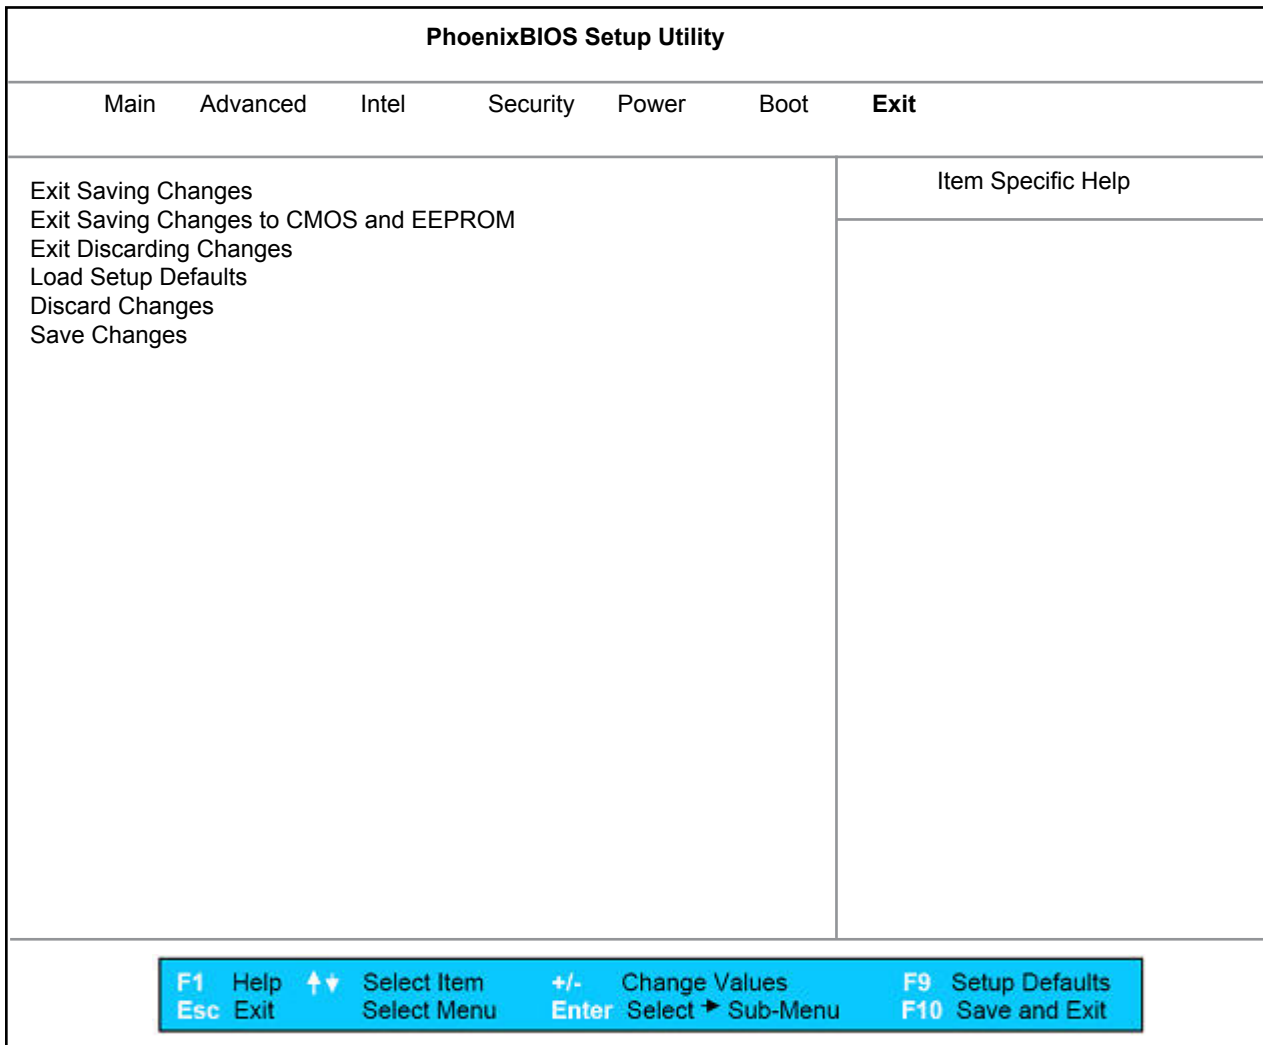 PhoenixBIOS Setup Utility
Main Advanced Intel Security Power Boot Exit
Exit Saving Changes
Exit Saving Changes to CMOS and EEPROM
Exit Discarding Changes
Load Setup Defaults
Discard Changes
Save Changes
Item Specific Help
F1 Help Select Item +/- Change Values F9 Setup Defaults
Esc Exit Select Menu Enter Select Sub-Menu F10 Save and Exit